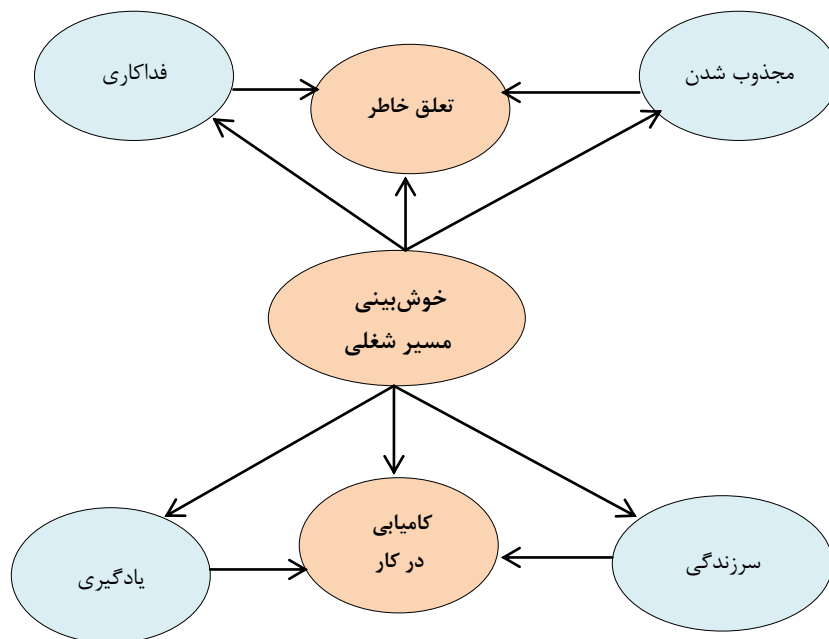 مجذوب شدن
فداکاری
تعلق خاطر
خوش‌بینی
مسیر شغلی
کامیابی
در کار
سرزندگی
یادگیری